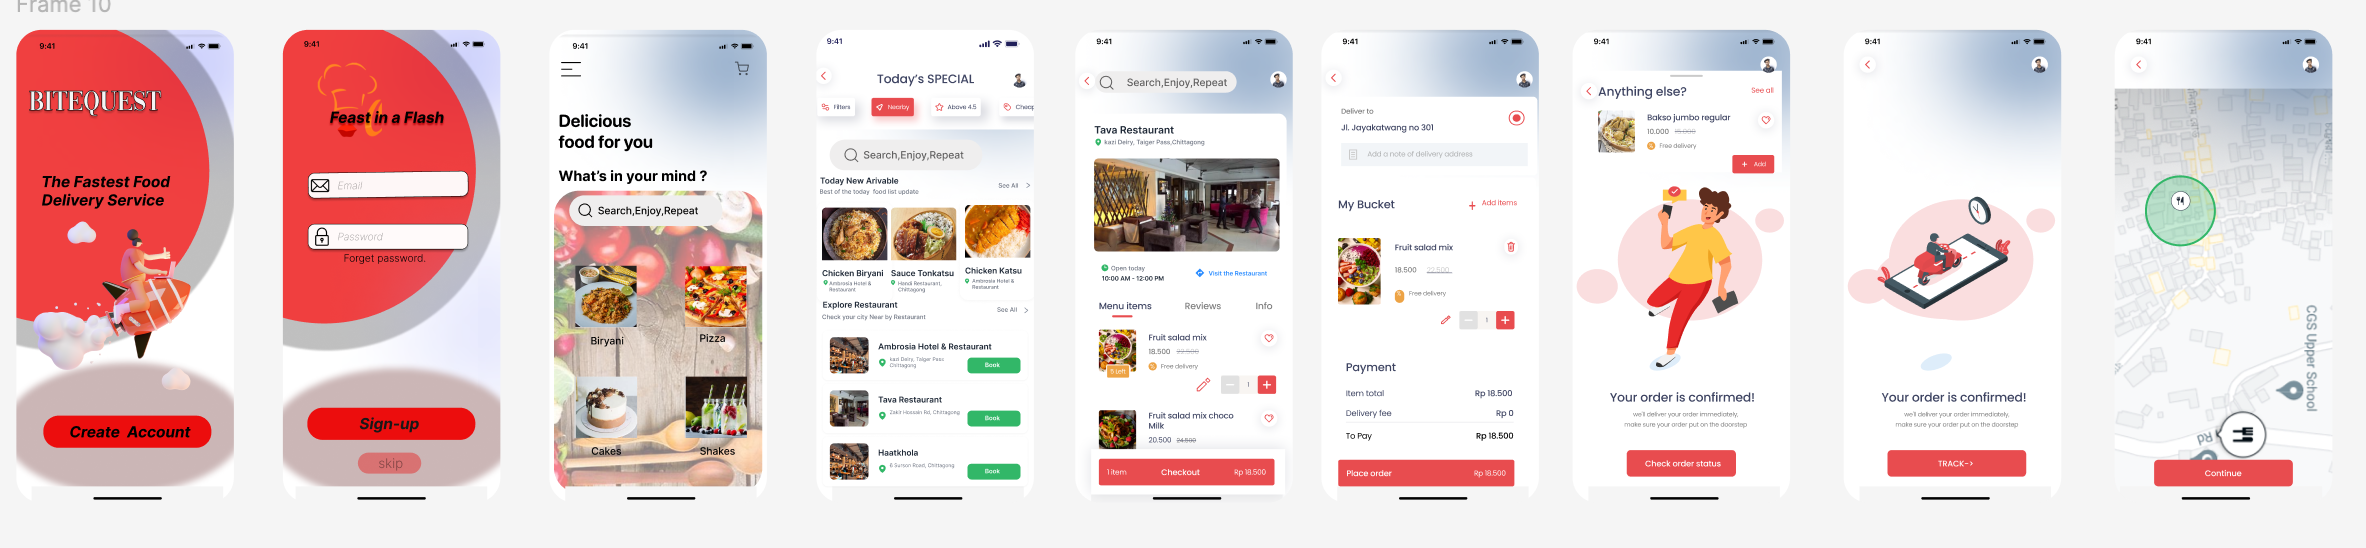 Frame 10
9:41
BITEQUEST
The Fastest Food
Delivery Service
Create Account
9:41
Feast in a Flash
Email
Password
Forget password.
Sign-up
skip
9:41
Delicious
food for you
What's in your mind ?
Search,Enjoy,Repeat
Biryani
Pizza
Cakes
Shakes
9:41
Today's SPECIAL
Filters
Nearby
Above 4.5
Cheap
Search,Enjoy,Repeat
Today New Arivable
See All
Best of the today food list update
Chicken Biryani
Ambrosia Hotel &
Restaurant
Sauce Tonkatsu
Handi Restaurant,
Chittagong
Chicken Katsu
Ambrosia Hotel &
Restaurant
Explore Restaurant
See All
Check your city Near by Restaurant
Ambrosia Hotel & Restaurant
kazi Deiry, Taiger Pass
Chittagong
Book
Tava Restaurant
Zakir Hossain Rd, Chittagong
Book
Haatkhola
6 Surson Road, Chittagong
Book
9:41
Search,Enjoy,Repeat
Tava Restaurant
kazi Deiry, Taiger Pass,Chittagong
Open today
10:00 AM - 12:00 PM
Visit the Restaurant
Menu items
Reviews
Info
Fruit salad mix
18.500 22.500
Free delivery
5 Left
1
Fruit salad mix choco
Milk
20.500 24.500
1 item
Checkout
Rp 18.500
9:41
Deliver to
Jl. Jayakatwang no 301
Add a note of delivery address
My Bucket
Add items
Fruit salad mix
18.500 22.500
Free delivery
1
Payment
Item total
Rp 18.500
Delivery fee
Rp 0
To Pay
Rp 18.500
Place order
Rp 18.500
9:41
Anything else?
See all
Bakso jumbo regular
10.000 15.000
Free delivery
+ Add
Your order is confirmed!
we'll deliver your order immediately,
make sure your order put on the doorstep
Check order status
9:41
Your order is confirmed!
we'll deliver your order immediately,
make sure your order put on the doorstep
TRACK->
9:41
CGS Upper School
Rd
Continue